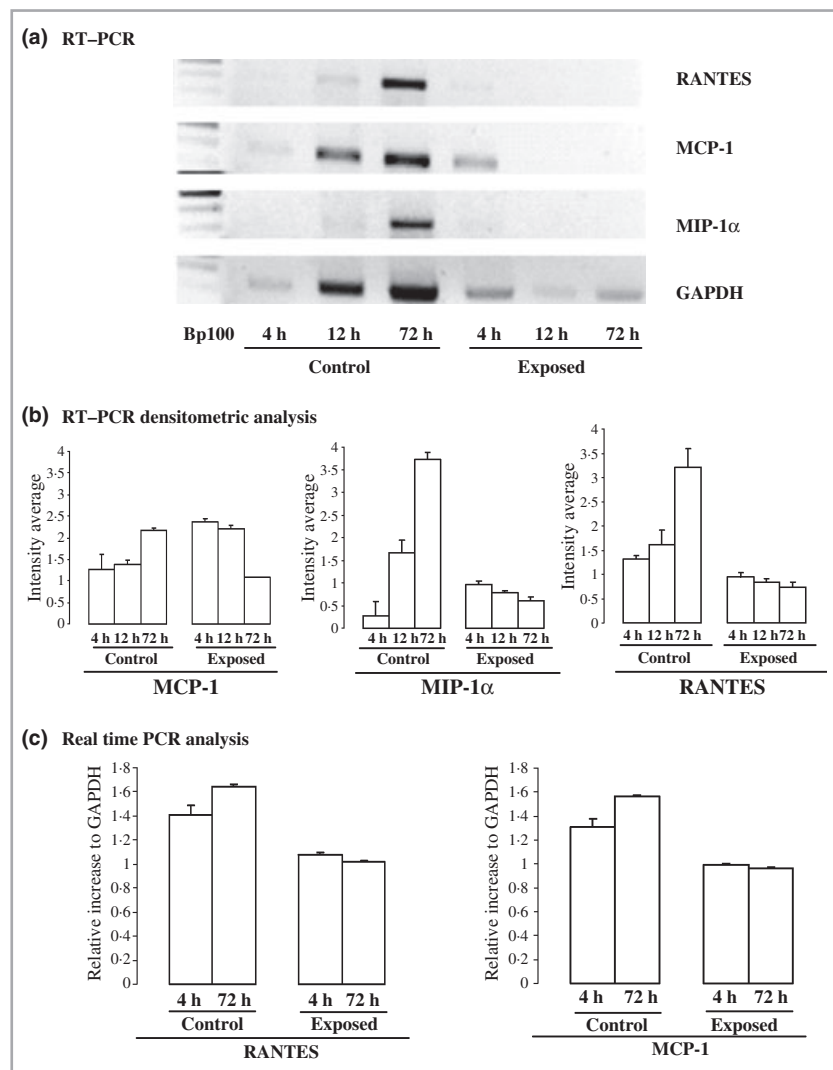 (a) RT–PCR
RANTES
MCP-1
MIP-1α
GAPDH
Bp100 4 h 12 h 72 h 4 h 12 h 72 h
Control Exposed
(b) RT–PCR densitometric analysis
Intensity average
4
3·5
3
2·5
2
1·5
1
0·5
0
4 h 12 h 72 h 4 h 12 h 72 h
Control Exposed
MCP-1
Intensity average
4
3·5
3
2·5
2
1·5
1
0·5
0
4 h 12 h 72 h 4 h 12 h 72 h
Control Exposed
MIP-1α
Intensity average
4
3·5
3
2·5
2
1·5
1
0·5
0
4 h 12 h 72 h 4 h 12 h 72 h
Control Exposed
RANTES
(c) Real time PCR analysis
Relative increase to GAPDH
1·8
1·6
1·4
1·2
1
0·8
0·6
0·4
0·2
0
4 h 72 h 4 h 72 h
Control Exposed
RANTES
Relative increase to GAPDH
1·8
1·6
1·4
1·2
1
0·8
0·6
0·4
0·2
0
4 h 72 h 4 h 72 h
Control Exposed
MCP-1